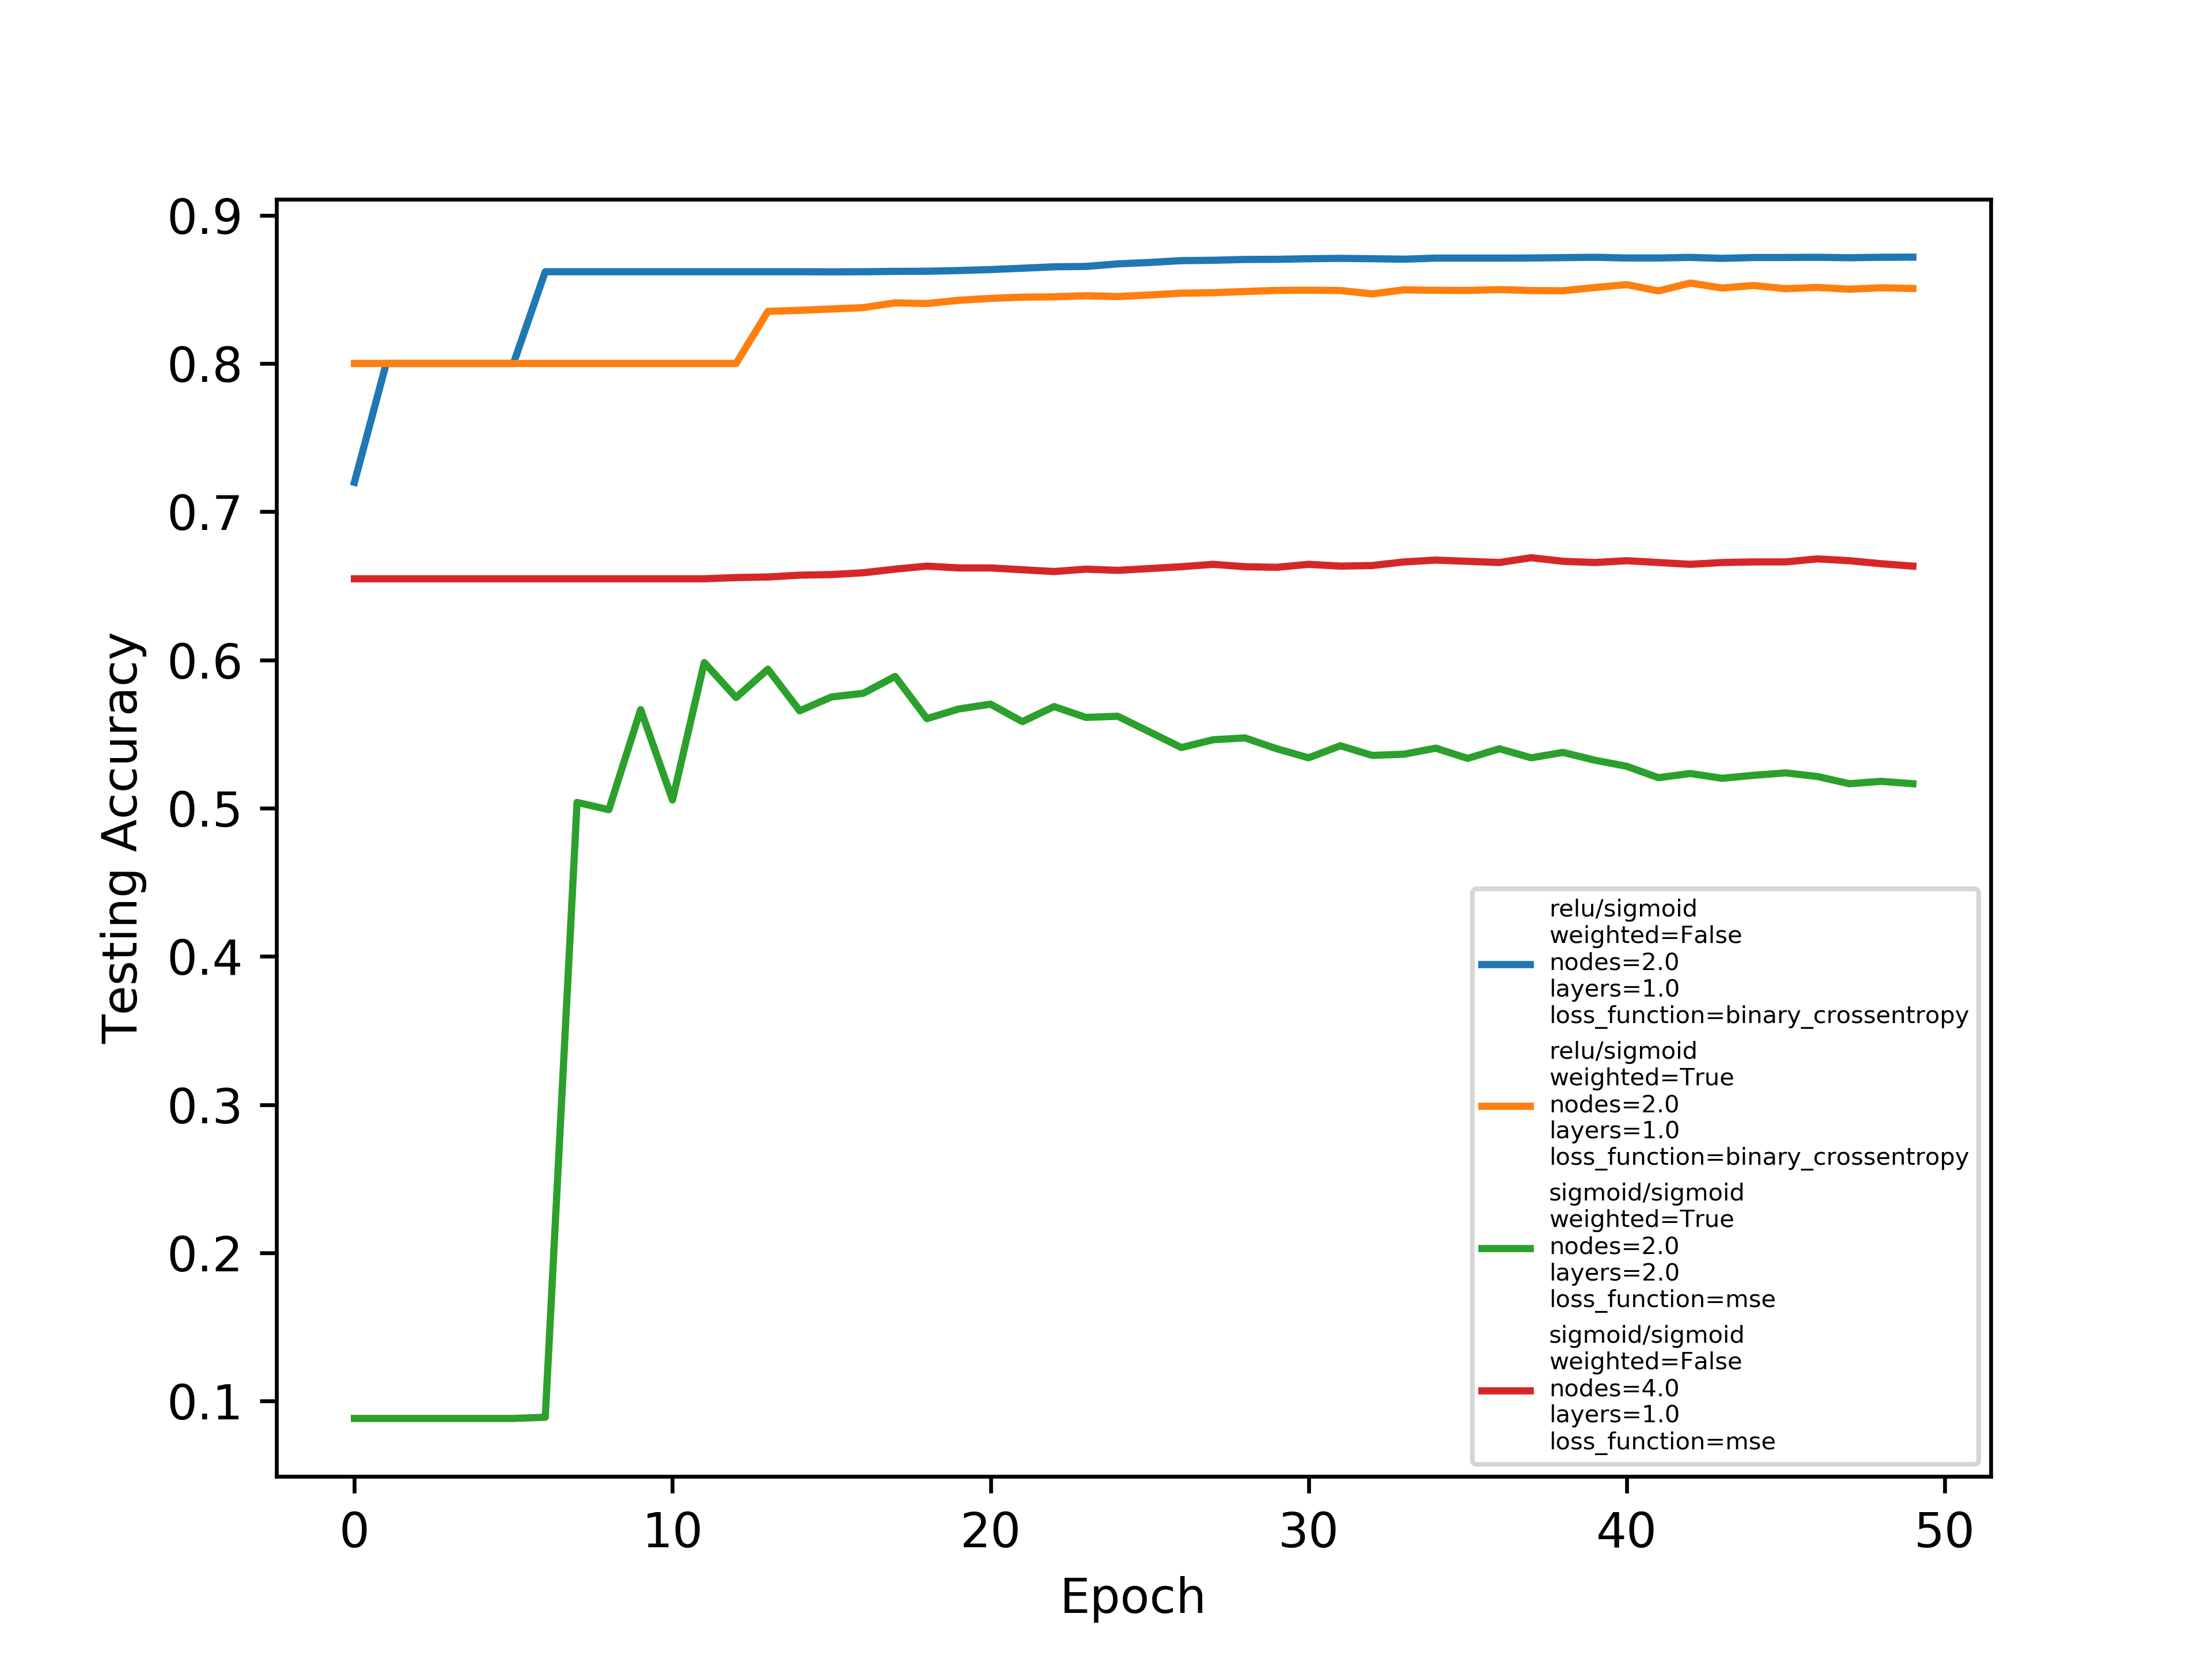 0.9
0.8
0.7
0.6
0.5
0.4
0.3
0.2
0.1
Testing Accuracy
relu/sigmoid
weighted=False
nodes=2.0
layers=1.0
loss_function=binary_crossentropy
relu/sigmoid
weighted=True
nodes=2.0
layers=1.0
loss_function=binary_crossentropy
sigmoid/sigmoid
weighted=True
nodes=2.0
layers=2.0
loss_function=mse
sigmoid/sigmoid
weighted=False
nodes=4.0
layers=1.0
loss_function=mse
0 10 20 30 40 50
Epoch